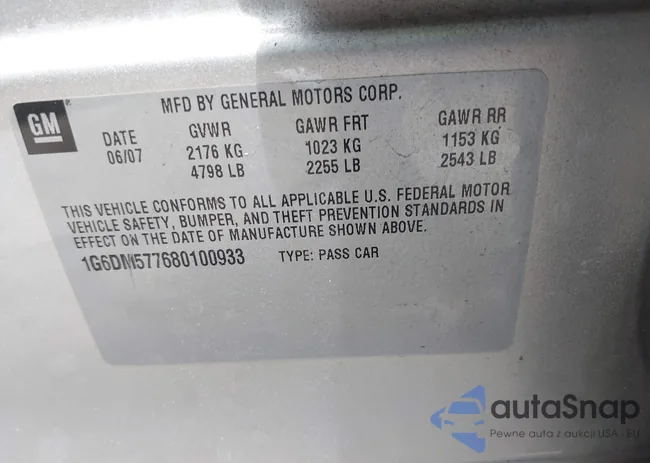 MFD BY GENERAL MOTORS CORP.
GM
DATE GVWR GAWR FRT GAWR RR
06/07 2176 KG 1023 KG 1153 KG
4798 LB 2255 LB 2543 LB
THIS VEHICLE CONFORMS TO ALL APPLICABLE U.S. FEDERAL MOTOR
VEHICLE SAFETY, BUMPER, AND THEFT PREVENTION STANDARDS IN
EFFECT ON THE DATE OF MANUFACTURE SHOWN ABOVE.
1G6DM577680100933 TYPE: PASS CAR
autoSnap
Pewne auta z aukcji USA - EU